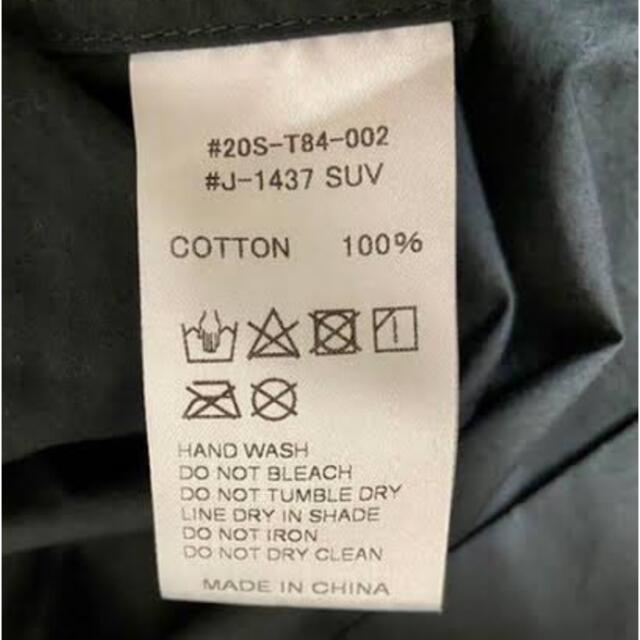 #20S-T84-002
#J-1437 SUV
COTTON 100%
HAND WASH
DO NOT BLEACH
DO NOT TUMBLE DRY
LINE DRY IN SHADE
DO NOT IRON
DO NOT DRY CLEAN
MADE IN CHINA